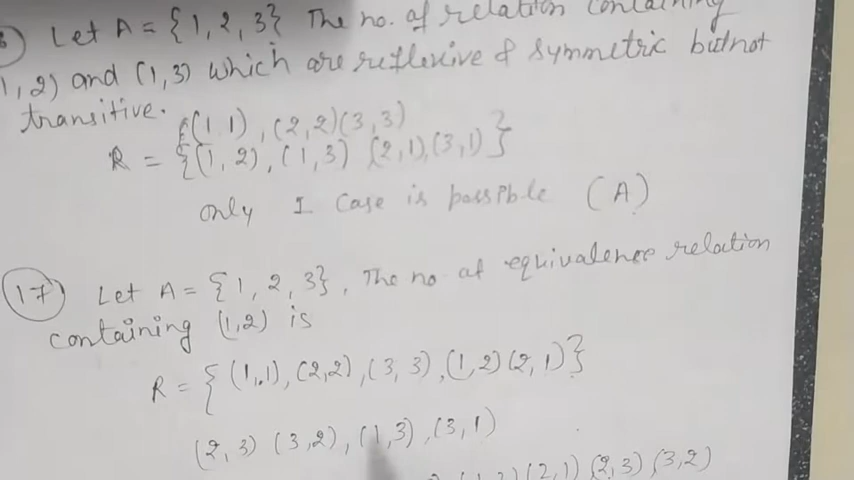 Let A = {1, 2, 3} The no. of relation containing
1, 2) and (1, 3) which are reflexive & symmetric but not
transitive.
{(1 1), (2, 2)(3, 3)
R = {(1, 2), (1, 3) (2, 1), (3, 1)}
only 1 Case is possible (A)
(17) Let A = {1, 2, 3}, The no of equivalence relation
containing (1, 2) is
R = {(1, 1), (2, 2), (3, 3), (1, 2) (2, 1)}
(2, 3) (3, 2), (1, 3), (3, 1)
(2, 1) (2, 3) (3, 2)